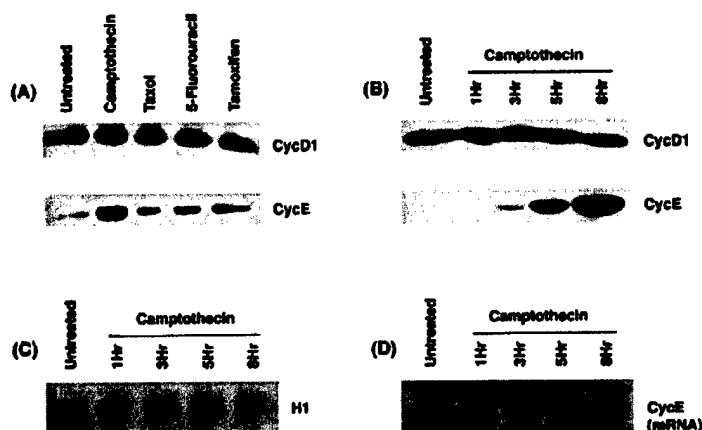 (A)
Untreated
Camptothecin
Taxol
5-Fluorouracil
Tamoxifen
CycD1
CycE
(B)
Untreated
Camptothecin
1Hr
3Hr
5Hr
8Hr
CycD1
CycE
(C)
Untreated
Camptothecin
1Hr
3Hr
5Hr
8Hr
H1
(D)
Untreated
Camptothecin
1Hr
3Hr
5Hr
8Hr
CycE
(mRNA)